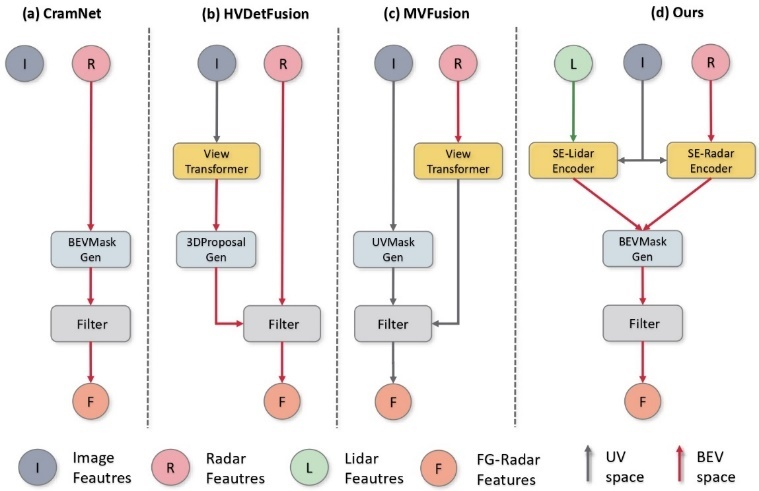 (a) CramNet
(b) HVDetFusion
(c) MVFusion
(d) Ours
I
R
I
R
I
R
L
I
R
View
Transformer
View
Transformer
SE-Lidar
Encoder
SE-Radar
Encoder
BEVMask
Gen
3DProposal
Gen
UVMask
Gen
BEVMask
Gen
Filter
Filter
Filter
Filter
F
F
F
F
I
Image
Feautres
R
Radar
Feautres
L
Lidar
Feautres
F
FG-Radar
Features
UV
space
BEV
space